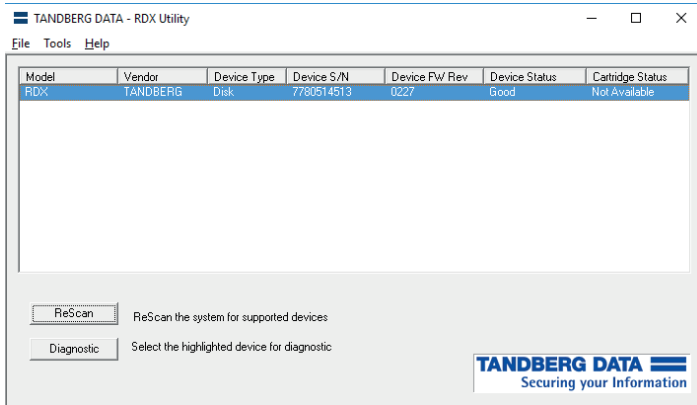 TANDBERG DATA - RDX Utility
File Tools Help
Model Vendor Device Type Device S/N Device FW Rev Device Status Cartridge Status
RDX TANDBERG Disk 7780514513 0227 Good Not Available
ReScan ReScan the system for supported devices
Diagnostic Select the highlighted device for diagnostic
TANDBERG DATA
Securing your Information